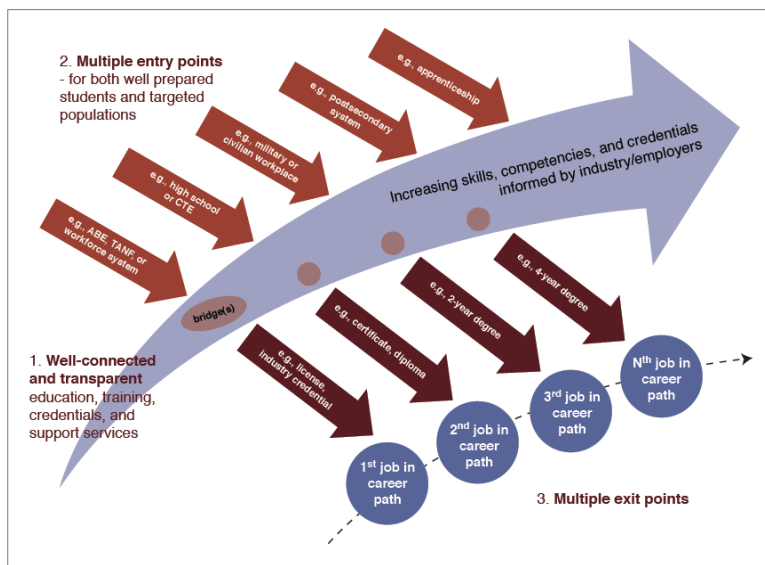 2. Multiple entry points
- for both well prepared
students and targeted
populations
e.g., apprenticeship
e.g., postsecondary
system
e.g., military or
civilian workplace
e.g., high school
or CTE
e.g., ABE, TANF, or
workforce system
Increasing skills, competencies, and credentials
informed by industry/employers
bridge(s)
1. Well-connected
and transparent
education, training,
credentials, and
support services
e.g., license,
industry credential
e.g., certificate, diploma
e.g., 2-year degree
e.g., 4-year degree
1st job in
career
path
2nd job in
career
path
3rd job in
career
path
Nth job in
career
path
3. Multiple exit points